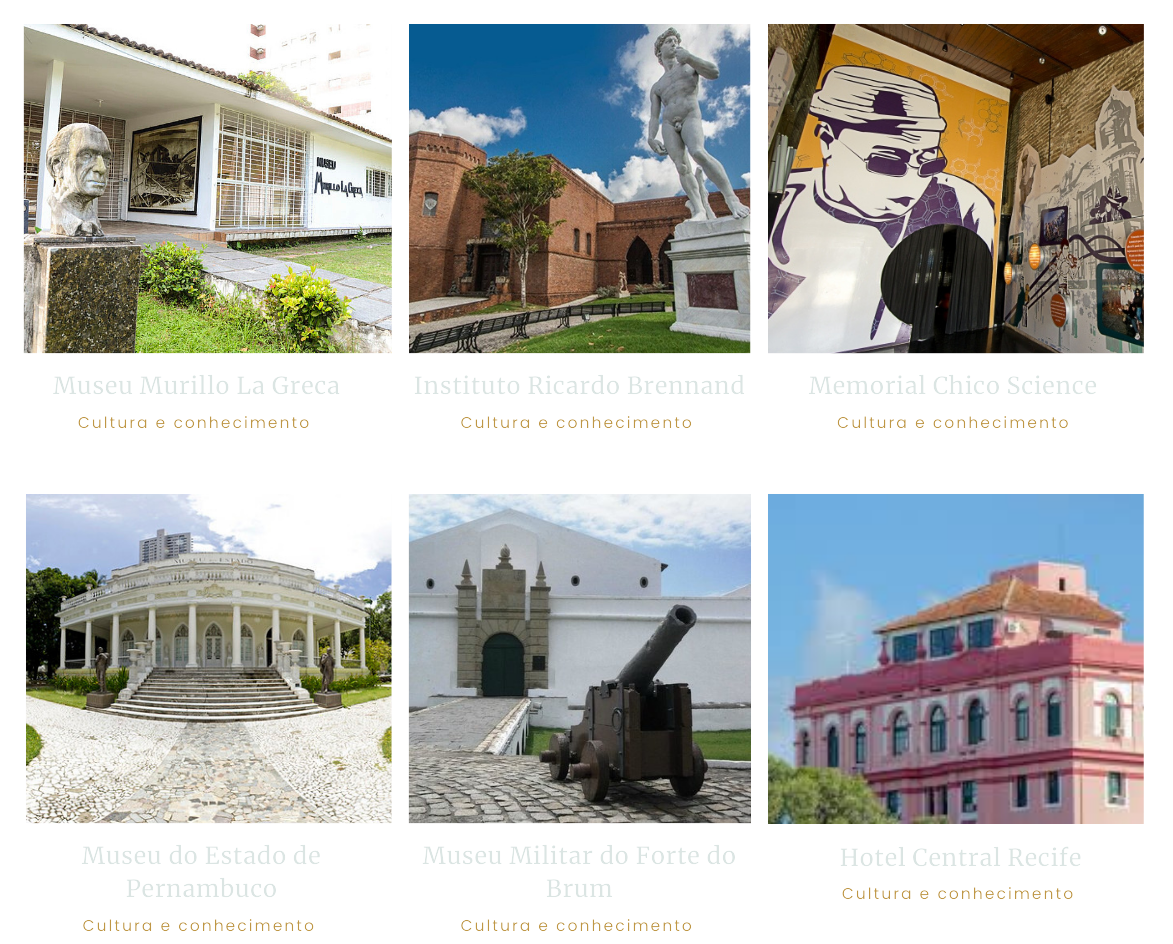 MUSEU
MURILLO LA GRECA
Museu Murillo La Greca
Cultura e conhecimento
Instituto Ricardo Brennand
Cultura e conhecimento
Memorial Chico Science
Cultura e conhecimento
Museu do Estado de
Pernambuco
Cultura e conhecimento
Museu Militar do Forte do
Brum
Cultura e conhecimento
Hotel Central Recife
Cultura e conhecimento